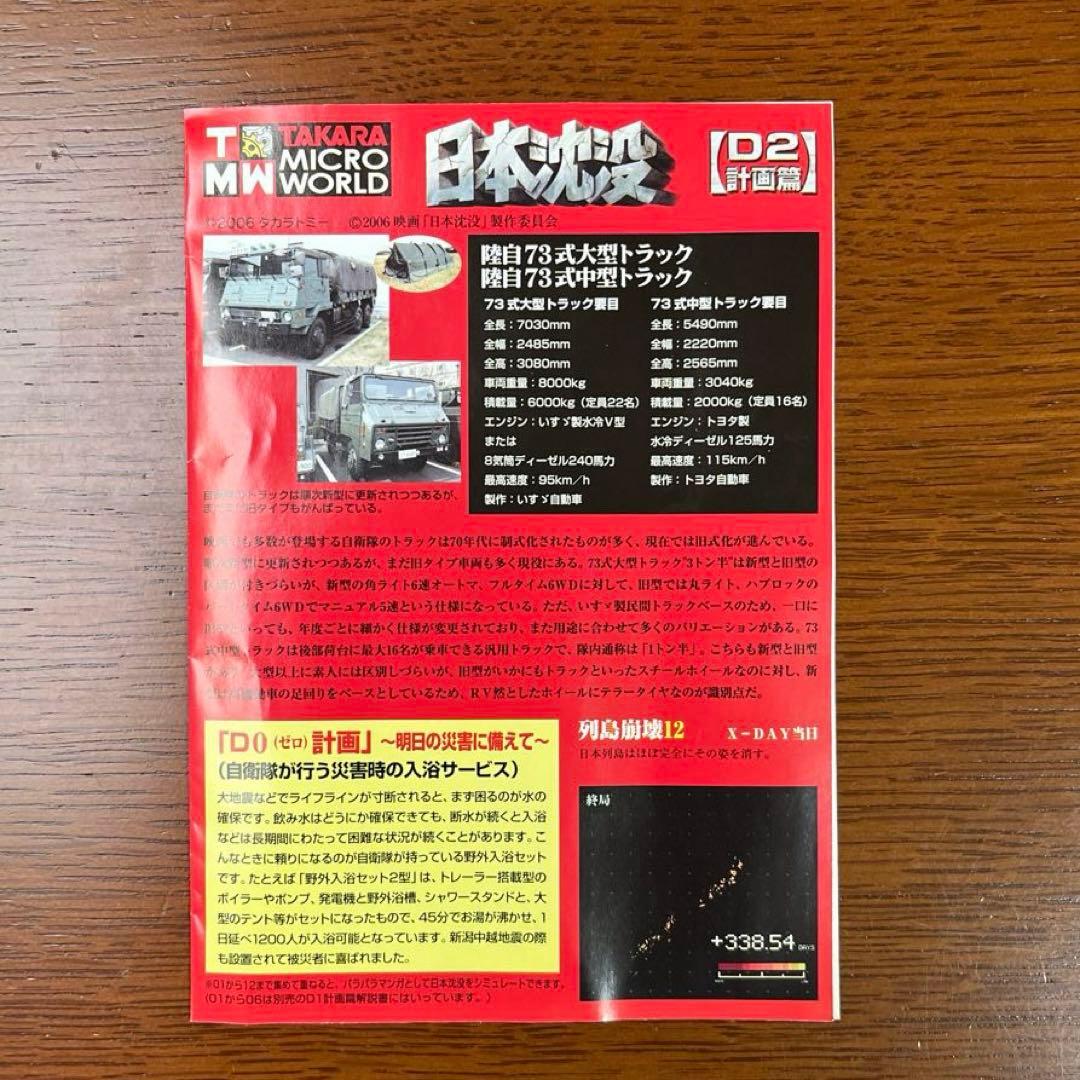 TMW
TAKARA
MICRO
WORLD
日本沈没
【D2
計画篇】
©2006 タカラトミー ©2006 映画「日本沈没」製作委員会
陸自73式大型トラック
陸自73式中型トラック
73式大型トラック要目
全長：7030mm
全幅：2485mm
全高：3080mm
車両重量：8000kg
積載量：6000kg（定員22名）
エンジン：いすゞ製水冷V型
または
8気筒ディーゼル240馬力
最高速度：95km/h
製作：いすゞ自動車
73式中型トラック要目
全長：5490mm
全幅：2220mm
全高：2565mm
車両重量：3040kg
積載量：2000kg（定員16名）
エンジン：トヨタ製
水冷ディーゼル125馬力
最高速度：115km/h
製作：トヨタ自動車
トラックは順次新型に更新されつつあるが、
旧タイプもがんばっている。
も多数が登場する自衛隊のトラックは70年代に制式化されたものが多く、現在では旧式化が進んでいる。
新型に更新されつつあるが、まだ旧タイプ車両も多く現役にある。73式大型トラック"3トン半"は新型と旧型の
付きづらいが、新型の角ライト6速オートマ、フルタイム6WDに対して、旧型では丸ライト、ハブロックの
タイム6WDでマニュアル5速という仕様になっている。ただ、いすゞ製民間トラックベースのため、一口に
いっても、年度ごとに細かく仕様が変更されており、また用途に合わせて多くのバリエーションがある。73
式中型トラックは後部荷台に最大16名が乗車できる汎用トラックで、隊内通称は「1トン半」。こちらも新型と旧型
大型以上に素人には区別しづらいが、旧型がいかにもトラックといったスチールホイールなのに対し、新
機動車の足回りをベースとしているため、RV然としたホイールにテラータイヤなのが識別点だ。
「D0（ゼロ）計画」〜明日の災害に備えて〜
（自衛隊が行う災害時の入浴サービス）
大地震などでライフラインが寸断されると、まず困るのが水の
確保です。飲み水はどうにか確保できても、断水が続くと入浴
などは長期間にわたって困難な状況が続くことがあります。こ
んなときに頼りになるのが自衛隊が持っている野外入浴セット
です。たとえば「野外入浴セット2型」は、トレーラー搭載型の
ボイラーやポンプ、発電機と野外浴槽、シャワースタンドと、大
型のテント等がセットになったもので、45分でお湯が沸かせ、1
日延べ1200人が入浴可能となっています。新潟中越地震の際
も設置されて被災者に喜ばれました。
列島崩壊12 X－DAY当日
日本列島はほぼ完全にその姿を消す。
終局
+338.54 DAYS
※01から12まで集めて重ねると、パラパラマンガとして日本沈没をシミュレートできます。
（01から06は別売のD1計画篇解説書にはいっています。）